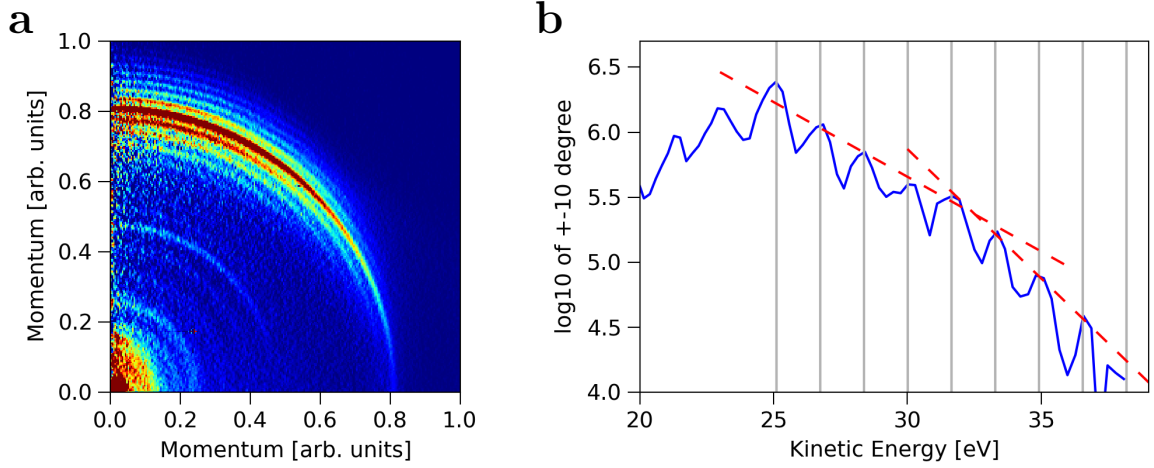 a
b
1.0
0.8
0.6
0.4
0.2
0.0
Momentum [arb. units]
0.0 0.2 0.4 0.6 0.8 1.0
Momentum [arb. units]
6.5
6.0
5.5
5.0
4.5
4.0
log10 of +-10 degree
20 25 30 35
Kinetic Energy [eV]